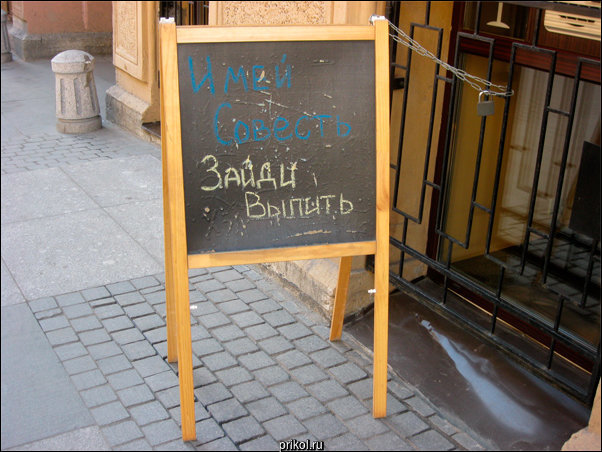 Имей
Совесть
Зайди
Выпить
prikol.ru